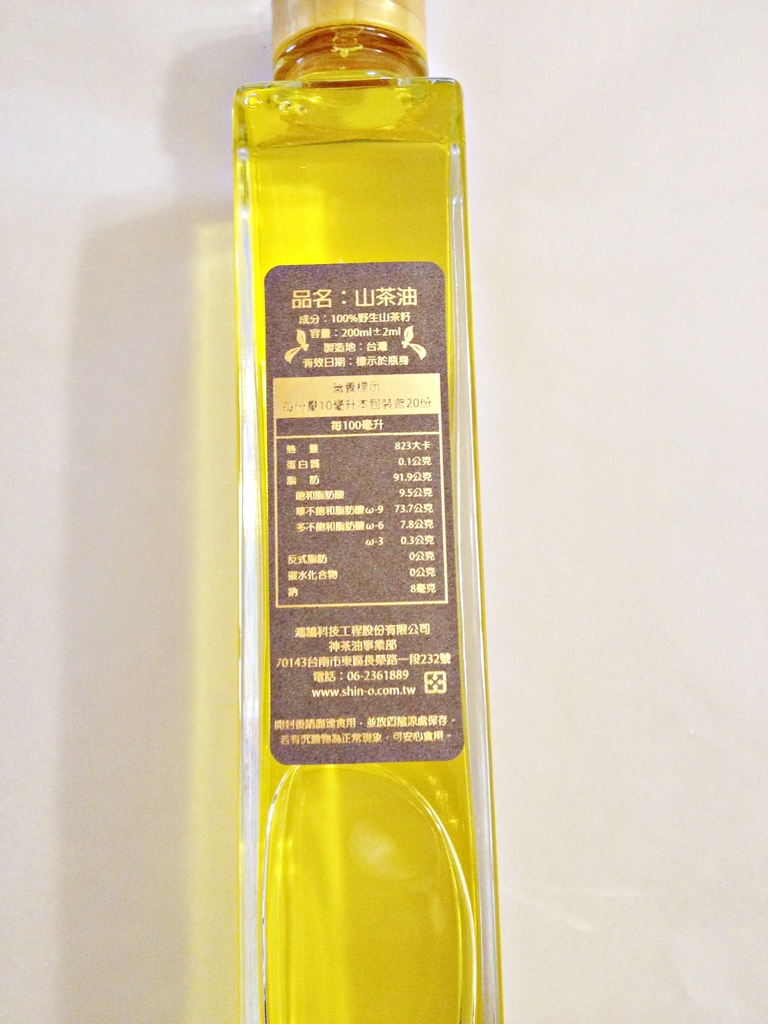 品名：山茶油
成分：100%野生山茶籽
容量：200ml±2ml
製造地：台灣
有效日期：標示於瓶身
營養標示
每份量10毫升本包裝含20份
每100毫升
熱 量 823大卡
蛋白質 0.1公克
脂 肪 91.9公克
飽和脂肪酸 9.5公克
單不飽和脂肪酸ω-9 73.7公克
多不飽和脂肪酸ω-6 7.8公克
ω-3 0.3公克
反式脂肪 0公克
碳水化合物 0公克
鈉 8毫克
鴻鵠科技工程股份有限公司
神茶油事業部
70143台南市東區長榮路一段232號
電話：06-2361889
www.shin-o.com.tw
開封後請盡速食用，並放置陰涼處保存。
若有沉澱物為正常現象，可安心食用。